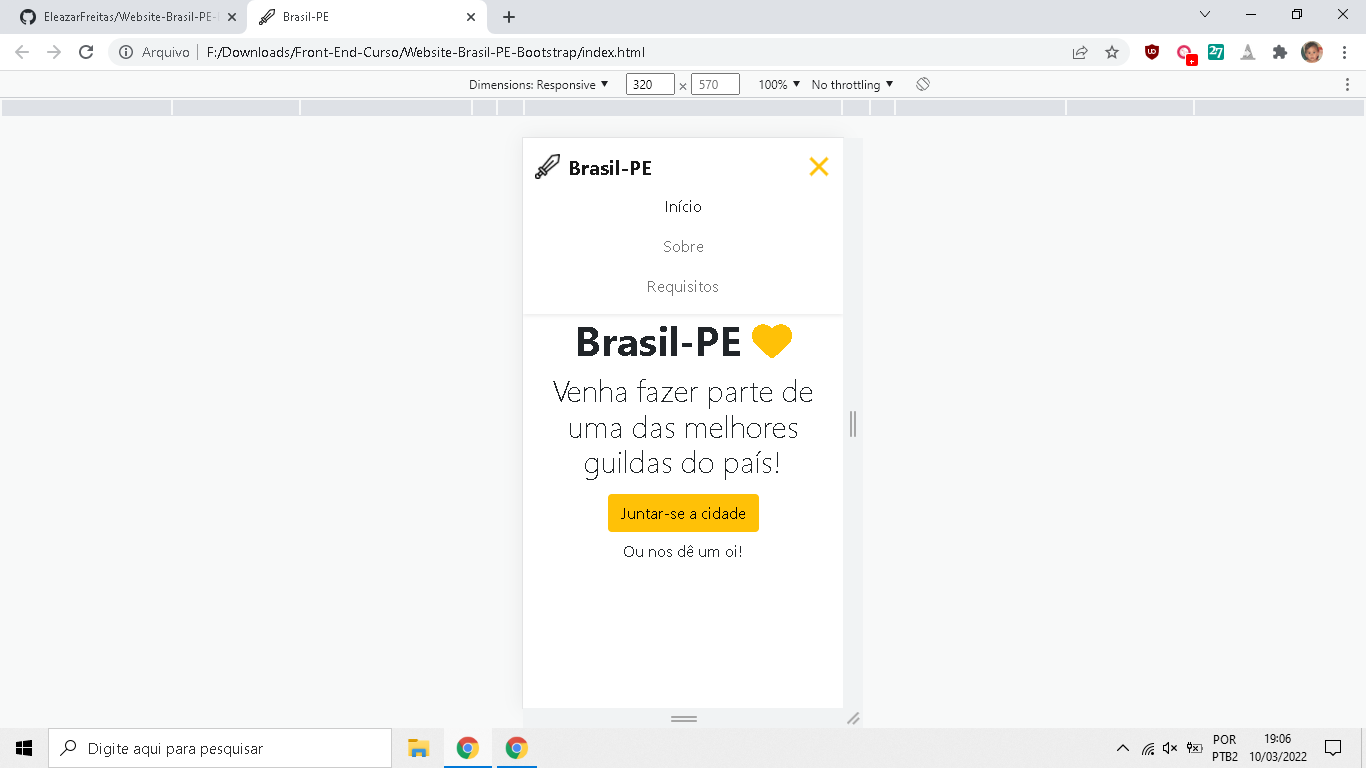 EleazarFreitas/Website-Brasil-PE-
Brasil-PE
Arquivo
F:/Downloads/Front-End-Curso/Website-Brasil-PE-Bootstrap/index.html
27
Dimensions: Responsive ▼ 320 × 570 100% ▼ No throttling ▼
Brasil-PE
Início
Sobre
Requisitos
Brasil-PE
Venha fazer parte de
uma das melhores
guildas do país!
Juntar-se a cidade
Ou nos dê um oi!
Digite aqui para pesquisar
POR
PTB2
19:06
10/03/2022